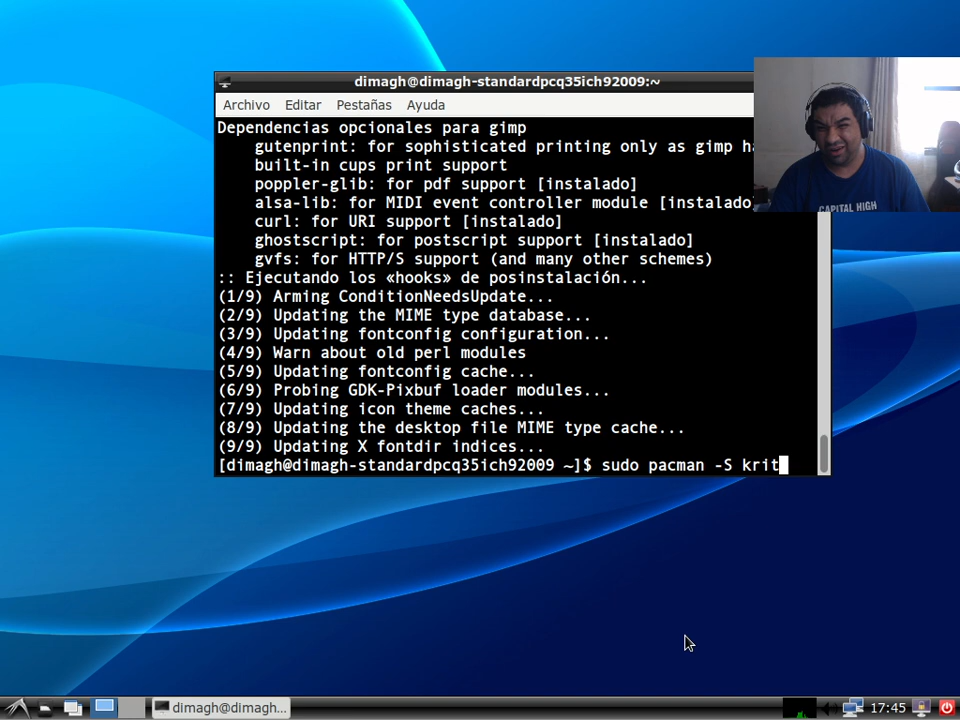 dimagh@dimagh-standardpcq35ich92009:~
Archivo Editar Pestañas Ayuda
Dependencias opcionales para gimp
gutenprint: for sophisticated printing only as gimp
built-in cups print support
poppler-glib: for pdf support [instalado]
alsa-lib: for MIDI event controller module [instalado
curl: for URI support [instalado]
ghostscript: for postscript support [instalado]
gvfs: for HTTP/S support (and many other schemes)
:: Ejecutando los «hooks» de posinstalación...
(1/9) Arming ConditionNeedsUpdate...
(2/9) Updating the MIME type database...
(3/9) Updating fontconfig configuration...
(4/9) Warn about old perl modules
(5/9) Updating fontconfig cache...
(6/9) Probing GDK-Pixbuf loader modules...
(7/9) Updating icon theme caches...
(8/9) Updating the desktop file MIME type cache...
(9/9) Updating X fontdir indices...
[dimagh@dimagh-standardpcq35ich92009 ~]$ sudo pacman -S krit
CAPITAL HIGH
dimagh@dimagh... 17:45